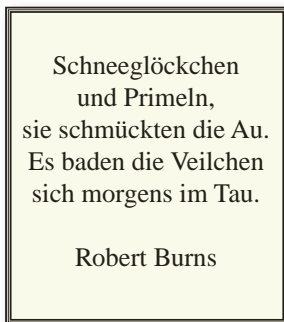 Schneeglöckchen
und Primeln,
sie schmückten die Au.
Es baden die Veilchen
sich morgens im Tau.
Robert Burns